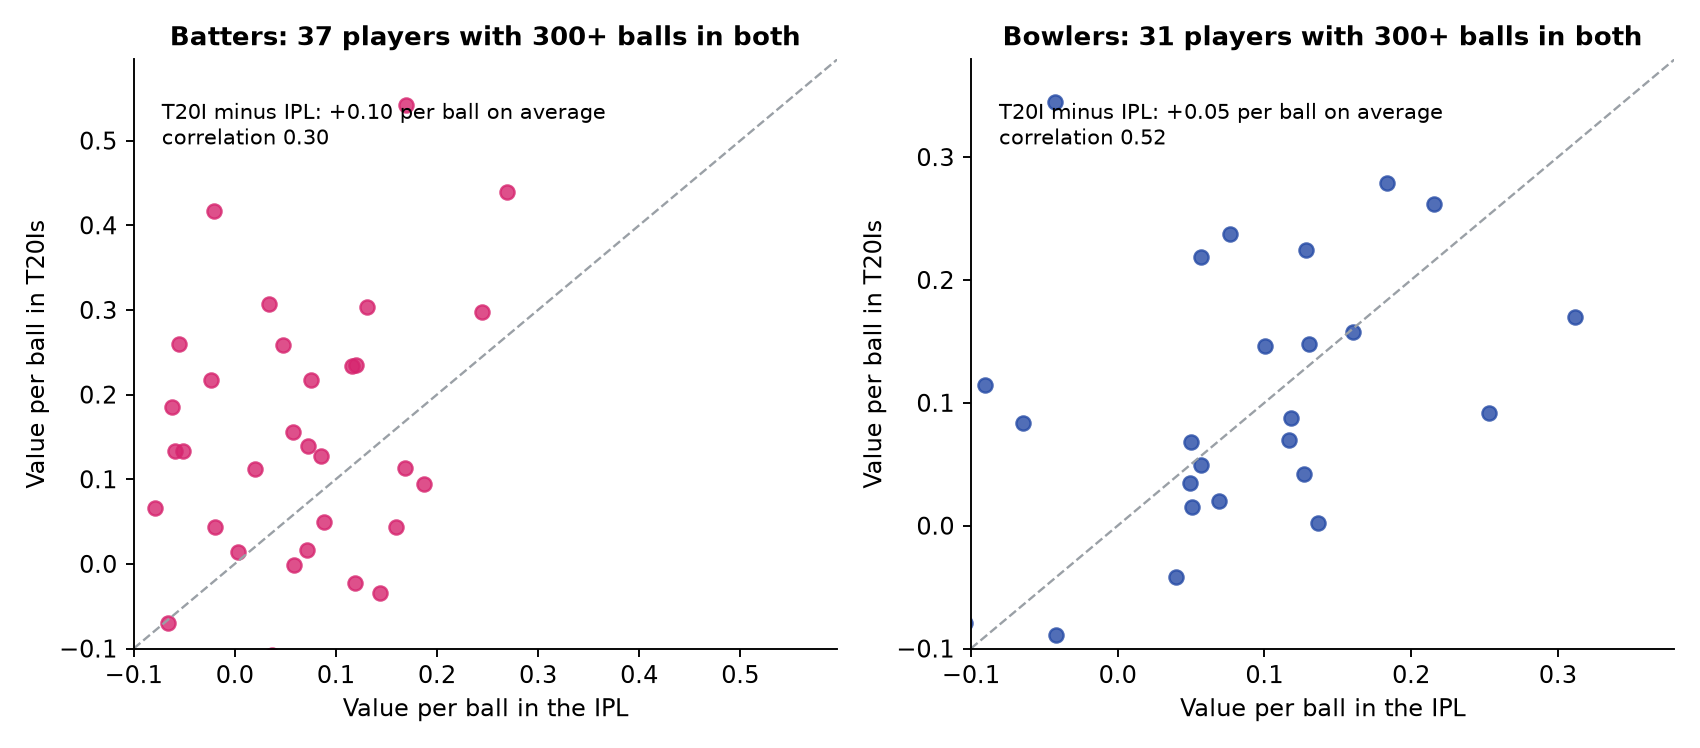 Batters: 37 players with 300+ balls in both
T20I minus IPL: +0.10 per ball on average
correlation 0.30
Value per ball in T20Is
0.5
0.4
0.3
0.2
0.1
0.0
−0.1
−0.1 0.0 0.1 0.2 0.3 0.4 0.5
Value per ball in the IPL
Bowlers: 31 players with 300+ balls in both
T20I minus IPL: +0.05 per ball on average
correlation 0.52
Value per ball in T20Is
0.3
0.2
0.1
0.0
−0.1
−0.1 0.0 0.1 0.2 0.3
Value per ball in the IPL